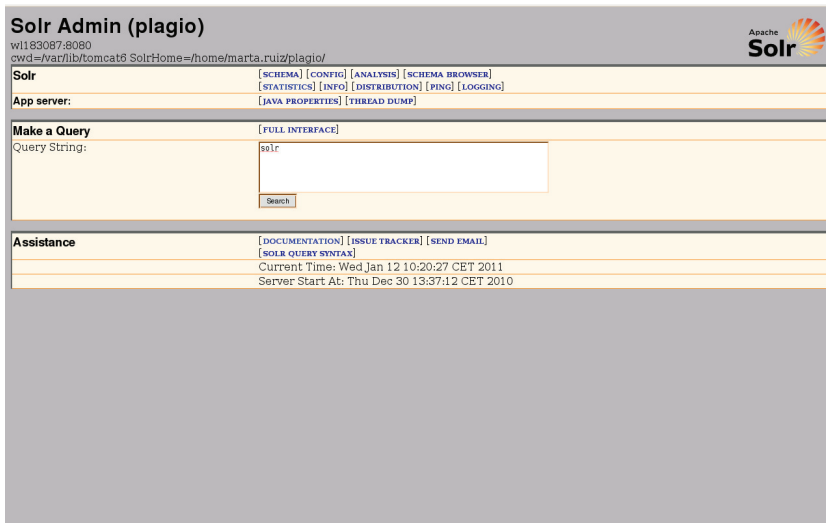 Solr Admin (plagio)
wl183087:8080
cwd=/var/lib/tomcat6 SolrHome=/home/marta.ruiz/plagio/
Apache
Solr
Solr
[SCHEMA] [CONFIG] [ANALYSIS] [SCHEMA BROWSER]
[STATISTICS] [INFO] [DISTRIBUTION] [PING] [LOGGING]
App server:
[JAVA PROPERTIES] [THREAD DUMP]
Make a Query
[FULL INTERFACE]
Query String:
solr
Search
Assistance
[DOCUMENTATION] [ISSUE TRACKER] [SEND EMAIL]
[SOLR QUERY SYNTAX]
Current Time: Wed Jan 12 10:20:27 CET 2011
Server Start At: Thu Dec 30 13:37:12 CET 2010